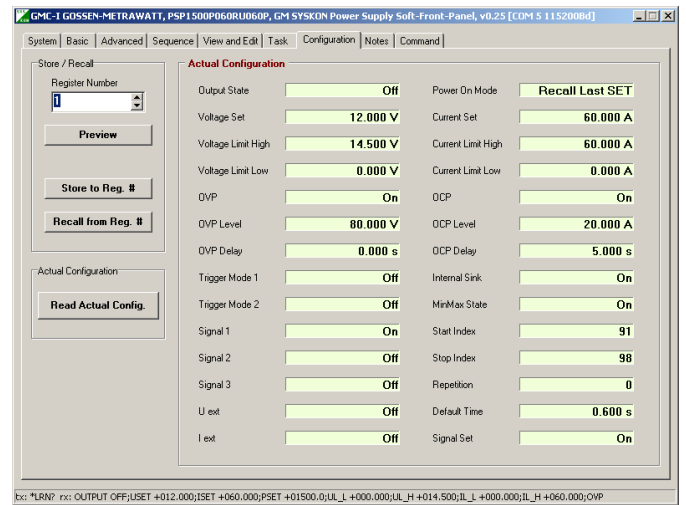 GMC-I GOSSEN-METRAWATT, PSP1500P060RU060P, GM SYSKON Power Supply Soft-Front-Panel, v0.25 [COM 5 115200Bd]
System Basic Advanced Sequence View and Edit Task Configuration Notes Command
Store / Recall
Register Number
1
Preview
Store to Reg. #
Recall from Reg. #
Actual Configuration
Read Actual Config.
Actual Configuration
Output State Off Power On Mode Recall Last SET
Voltage Set 12.000 V Current Set 60.000 A
Voltage Limit High 14.500 V Current Limit High 60.000 A
Voltage Limit Low 0.000 V Current Limit Low 0.000 A
OVP On OCP On
OVP Level 80.000 V OCP Level 20.000 A
OVP Delay 0.000 s OCP Delay 5.000 s
Trigger Mode 1 Off Internal Sink On
Trigger Mode 2 Off MinMax State On
Signal 1 On Start Index 91
Signal 2 Off Stop Index 98
Signal 3 Off Repetition 0
U ext Off Default Time 0.600 s
I ext Off Signal Set On
tx: *LRN? rx: OUTPUT OFF;USET +012.000;ISET +060.000;PSET +01500.0;UL_L +000.000;UL_H +014.500;IL_L +000.000;IL_H +060.000;OVP